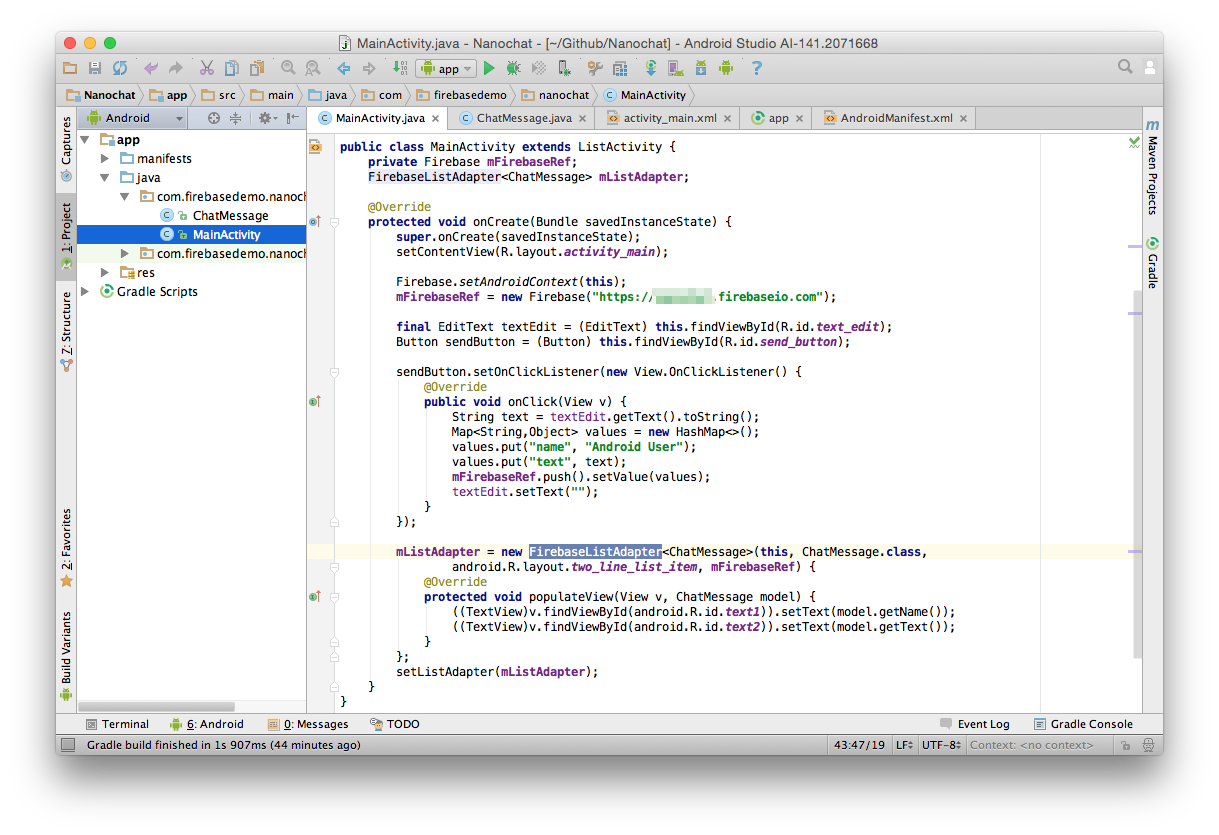 MainActivity.java - Nanochat - [~/Github/Nanochat] - Android Studio AI-141.2071668
app
?
Nanochat app src main java com firebasedemo nanochat MainActivity
Android
MainActivity.java ChatMessage.java activity_main.xml app AndroidManifest.xml
Captures
1: Project
Z: Structure
2: Favorites
Build Variants
app
manifests
java
com.firebasedemo.nanoch
ChatMessage
MainActivity
com.firebasedemo.nanoch
res
Gradle Scripts
public class MainActivity extends ListActivity {
private Firebase mFirebaseRef;
FirebaseListAdapter<ChatMessage> mListAdapter;
@Override
protected void onCreate(Bundle savedInstanceState) {
super.onCreate(savedInstanceState);
setContentView(R.layout.activity_main);
Firebase.setAndroidContext(this);
mFirebaseRef = new Firebase("https:// .firebaseio.com");
final EditText textEdit = (EditText) this.findViewById(R.id.text_edit);
Button sendButton = (Button) this.findViewById(R.id.send_button);
sendButton.setOnClickListener(new View.OnClickListener() {
@Override
public void onClick(View v) {
String text = textEdit.getText().toString();
Map<String,Object> values = new HashMap<>();
values.put("name", "Android User");
values.put("text", text);
mFirebaseRef.push().setValue(values);
textEdit.setText("");
}
});
mListAdapter = new FirebaseListAdapter<ChatMessage>(this, ChatMessage.class,
android.R.layout.two_line_list_item, mFirebaseRef) {
@Override
protected void populateView(View v, ChatMessage model) {
((TextView)v.findViewById(android.R.id.text1)).setText(model.getName());
((TextView)v.findViewById(android.R.id.text2)).setText(model.getText());
}
};
setListAdapter(mListAdapter);
}
}
m Maven Projects
Gradle
Terminal 6: Android 0: Messages TODO Event Log Gradle Console
Gradle build finished in 1s 907ms (44 minutes ago) 43:47/19 LF UTF-8 Context: <no context>